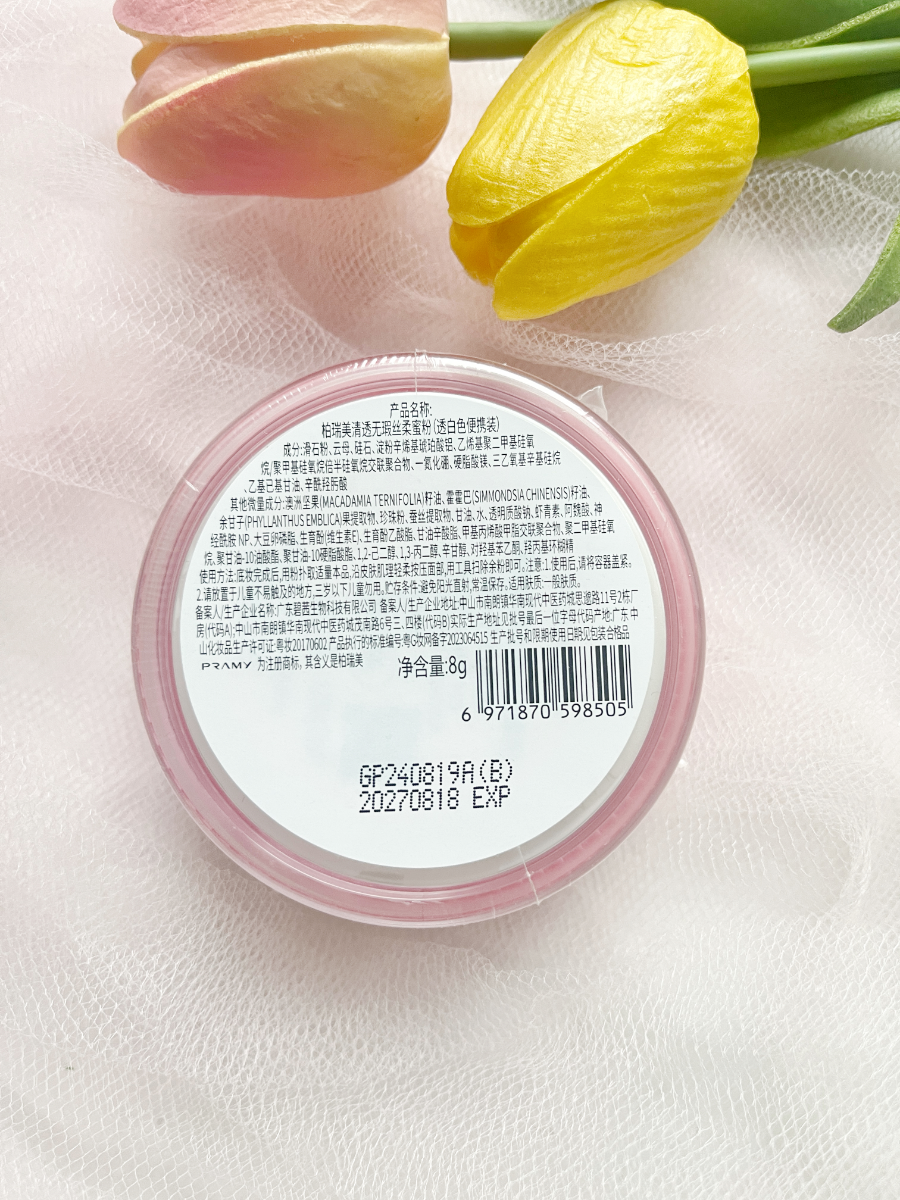 产品名称:
柏瑞美清透无瑕丝柔蜜粉(透白色便携装)
成分:滑石粉、云母、硅石、淀粉辛烯基琥珀酸铝、乙烯基聚二甲基硅氧
烷/聚甲基硅氧烷倍半硅氧烷交联聚合物、一氮化硼、硬脂酸镁、三乙氧基辛基硅烷
、乙基己基甘油、辛酰羟肟酸
其他微量成分:澳洲坚果(MACADAMIA TERNIFOLIA)籽油、霍霍巴(SIMMONDSIA CHINENSIS)籽油、
余甘子(PHYLLANTHUS EMBLICA)果提取物、珍珠粉、蚕丝提取物、甘油、水、透明质酸钠、虾青素、阿魏酸、神
经酰胺 NP、大豆卵磷脂、生育酚(维生素E)、生育酚乙酸酯、甘油辛酸酯、甲基丙烯酸甲酯交联聚合物、聚二甲基硅氧
烷、聚甘油-10油酸酯、聚甘油-10硬脂酸酯、1,2-己二醇、1,3-丙二醇、辛甘醇、对羟基苯乙酮、羟丙基环糊精
使用方法:底妆完成后,用粉扑取适量本品,沿皮肤肌理轻柔按压面部,用工具扫除余粉即可。注意:1.使用后,请将容器盖紧。
2.请放置于儿童不易触及的地方,三岁以下儿童勿用。贮存条件:避免阳光直射,常温保存。适用肤质:一般肤质。
备案人/生产企业名称:广东碧茜生物科技有限公司 备案人/生产企业地址:中山市南朗镇华南现代中医药城思邈路11号2栋厂
房(代码A);中山市南朗镇华南现代中医药城茂南路6号三、四楼(代码B)实际生产地址见批号最后一位字母代码产地:广东 中
山化妆品生产许可证:粤妆20170602 产品执行的标准编号:粤G妆网备字2023064515 生产批号和限期使用日期见包装合格品
PRAMY 为注册商标, 其含义是柏瑞美
净含量:8g
6 971870 598505
GP240819A(B)
20270818 EXP